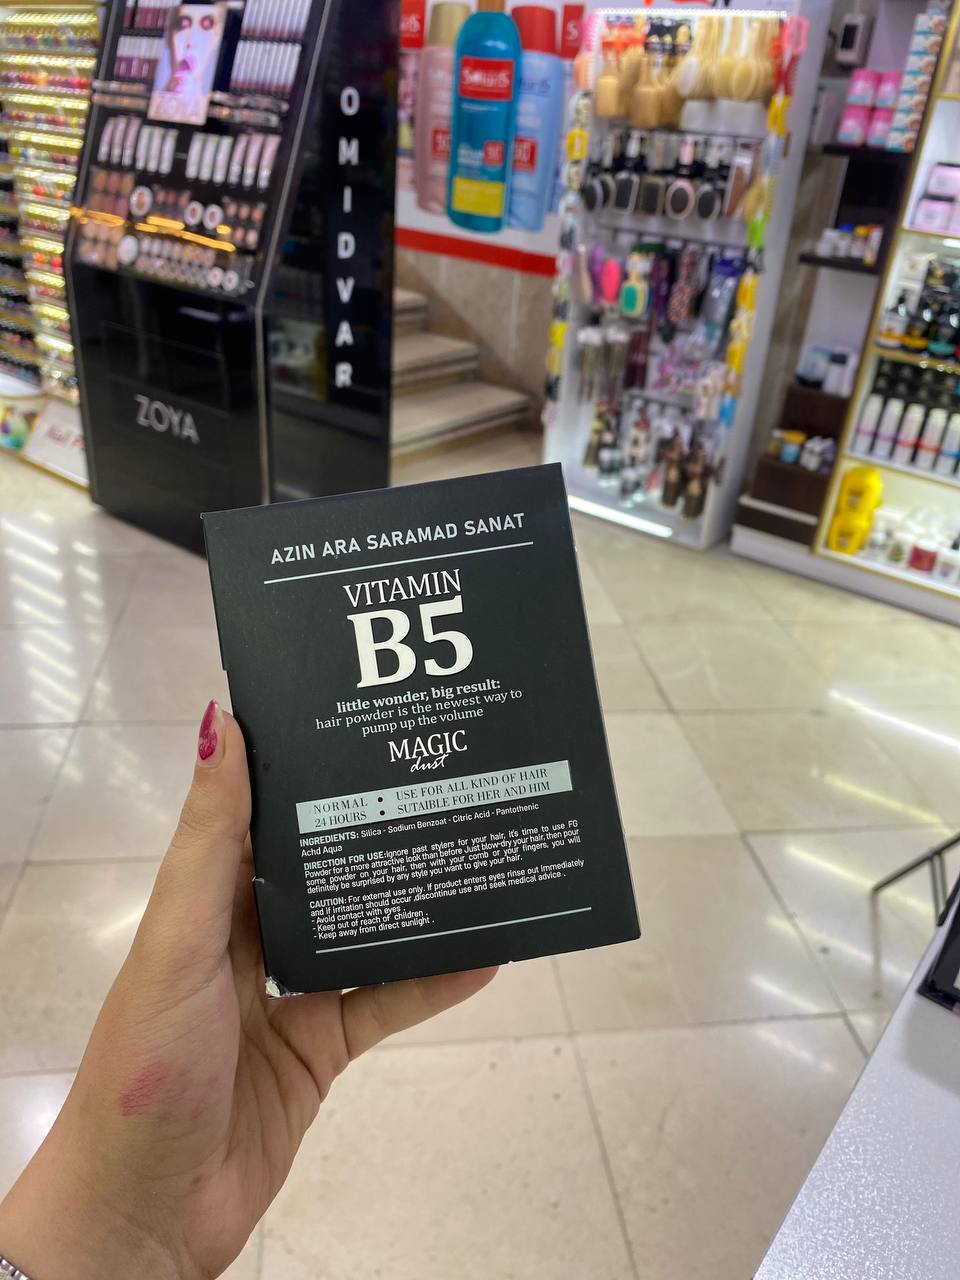 OMIDVAR
ZOYA
AZIN ARA SARAMAD SANAT
VITAMIN
B5
little wonder, big result:
hair powder is the newest way to
pump up the volume
MAGIC
dust
NORMAL : USE FOR ALL KIND OF HAIR
24 HOURS : SUTAIBLE FOR HER AND HIM
INGREDIENTS: Silica - Sodium Benzoat - Citric Acid - Pantothenic
Achd Aqua
DIRECTION FOR USE:Ignore past stylers for your hair, it's time to use FG
Powder for a more attractive look than before Just blow-dry your hair, then pour
some powder on your hair, then with your comb or your fingers, you will
definitely be surprised by any style you want to give your hair.
CAUTION: For external use only. If product enters eyes rinse out immediately
and if irritation should occur ,discontinue use and seek medical advice .
- Avoid contact with eyes .
- Keep out of reach of children .
- Keep away from direct sunlight .